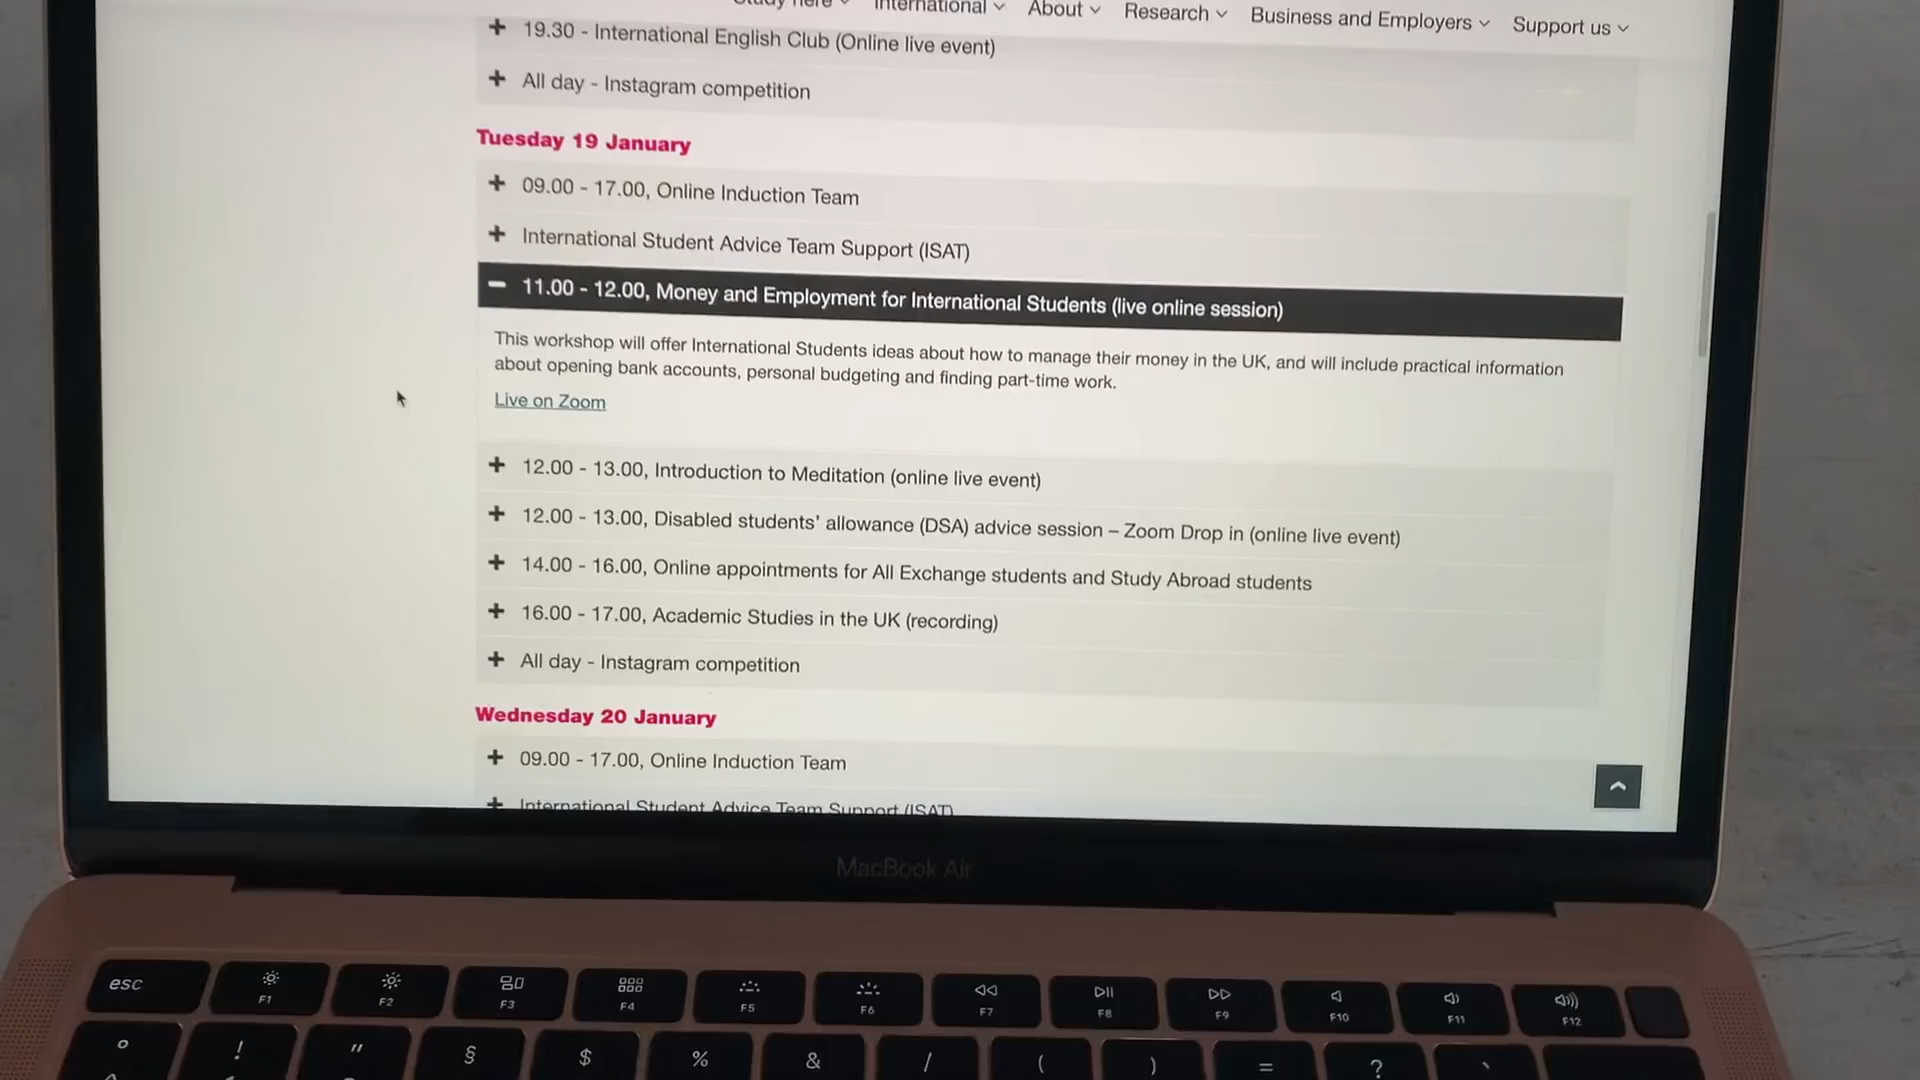 Study here International About Research Business and Employers Support us
19.30 - International English Club (Online live event)
All day - Instagram competition
Tuesday 19 January
09.00 - 17.00, Online Induction Team
International Student Advice Team Support (ISAT)
11.00 - 12.00, Money and Employment for International Students (live online session)
This workshop will offer International Students ideas about how to manage their money in the UK, and will include practical information
about opening bank accounts, personal budgeting and finding part-time work.
Live on Zoom
12.00 - 13.00, Introduction to Meditation (online live event)
12.00 - 13.00, Disabled students’ allowance (DSA) advice session – Zoom Drop in (online live event)
14.00 - 16.00, Online appointments for All Exchange students and Study Abroad students
16.00 - 17.00, Academic Studies in the UK (recording)
All day - Instagram competition
Wednesday 20 January
09.00 - 17.00, Online Induction Team
International Student Advice Team Support (ISAT)
MacBook Air
esc F1 F2 F3 F4 F5 F6 F7 F8 F9 F10 F11 F12
° ! " § $ % & / ( ) = ? `